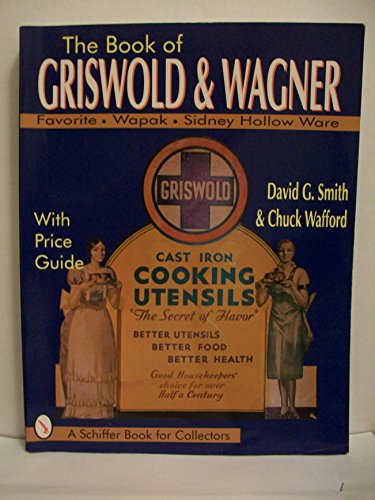 The Book of
GRISWOLD & WAGNER
Favorite • Wapak • Sidney Hollow Ware
GRISWOLD
David G. Smith
& Chuck Wafford
With
Price
Guide
CAST IRON
COOKING
UTENSILS
"The Secret of Flavor"
BETTER UTENSILS
BETTER FOOD
BETTER HEALTH
Good Housekeepers'
choice for over
Half a Century
A Schiffer Book for Collectors